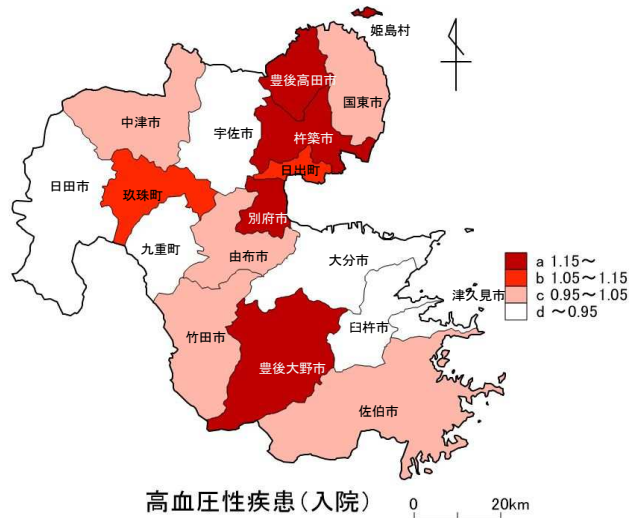 姫島村
豊後高田市
国東市
中津市
宇佐市
杵築市
日出町
日田市
玖珠町
別府市
九重町
由布市
大分市
a 1.15～
b 1.05～1.15
c 0.95～1.05
d ～0.95
津久見市
臼杵市
竹田市
豊後大野市
佐伯市
高血圧性疾患(入院)
0 20km